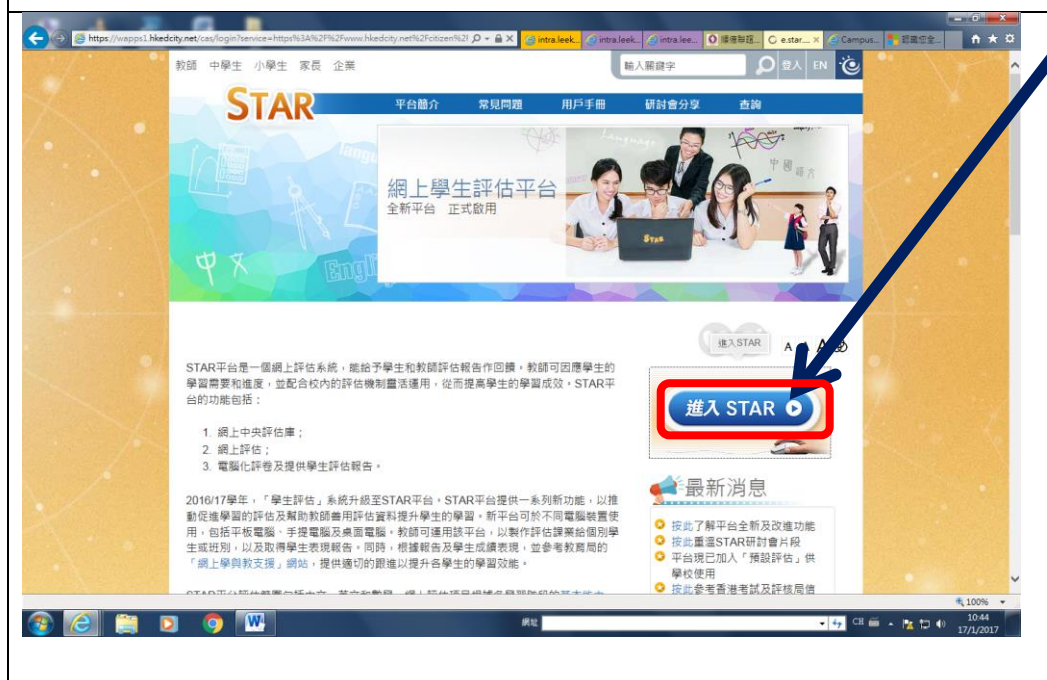 https://wapps1.hkedcity.net/cas/login?service=https%3A%2F%2Fwww.hkedcity.net%2Fcitizen%2
intra.leek... intra.leek... intra.lee... e.star.... Campus...
教師 中學生 小學生 家長 企業
輸入關鍵字 登入 EN
STAR
平台簡介 常見問題 用戶手冊 研討會分享 查詢
Language
網上學生評估平台
全新平台 正式啟用
中國語文
STAR
中文
English
進入STAR
A A A
STAR平台是一個網上評估系統,能給予學生和教師評估報告作回饋。教師可因應學生的
學習需要和進度,並配合校內的評估機制靈活運用,從而提高學生的學習成效。STAR平
台的功能包括:
1. 網上中央評估庫;
2. 網上評估;
3. 電腦化評卷及提供學生評估報告。
進入 STAR
2016/17學年,「學生評估」系統升級至STAR平台。STAR平台提供一系列新功能,以推
動促進學習的評估及幫助教師善用評估資料提升學生的學習。新平台可於不同電腦裝置使
用,包括平板電腦、手提電腦及桌面電腦。教師可運用該平台,以製作評估課業給個別學
生或班別,以及取得學生表現報告。同時,根據報告及學生成績表現,並參考教育局的
「網上學與教支援」網站,提供適切的跟進以提升各學生的學習效能。
最新消息
按此了解平台全新及改進功能
按此重溫STAR研討會片段
平台現已加入「預設評估」供
學校使用
按此參考香港考試及評核局信
100%
網址
CH
10:44
17/1/2017